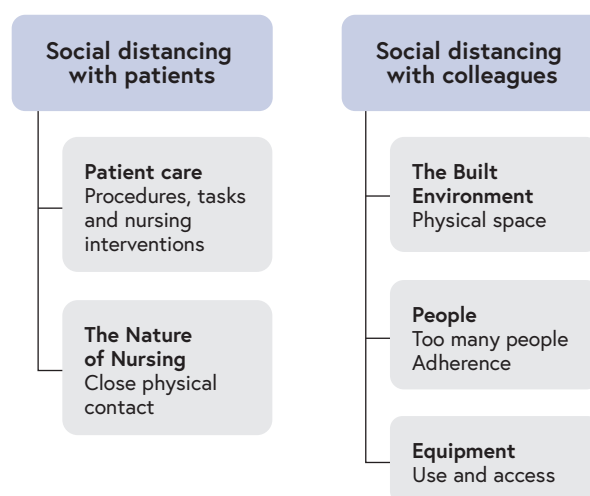 Social distancing
with patients
Patient care
Procedures, tasks
and nursing
interventions
The Nature
of Nursing
Close physical
contact
Social distancing
with colleagues
The Built
Environment
Physical space
People
Too many people
Adherence
Equipment
Use and access